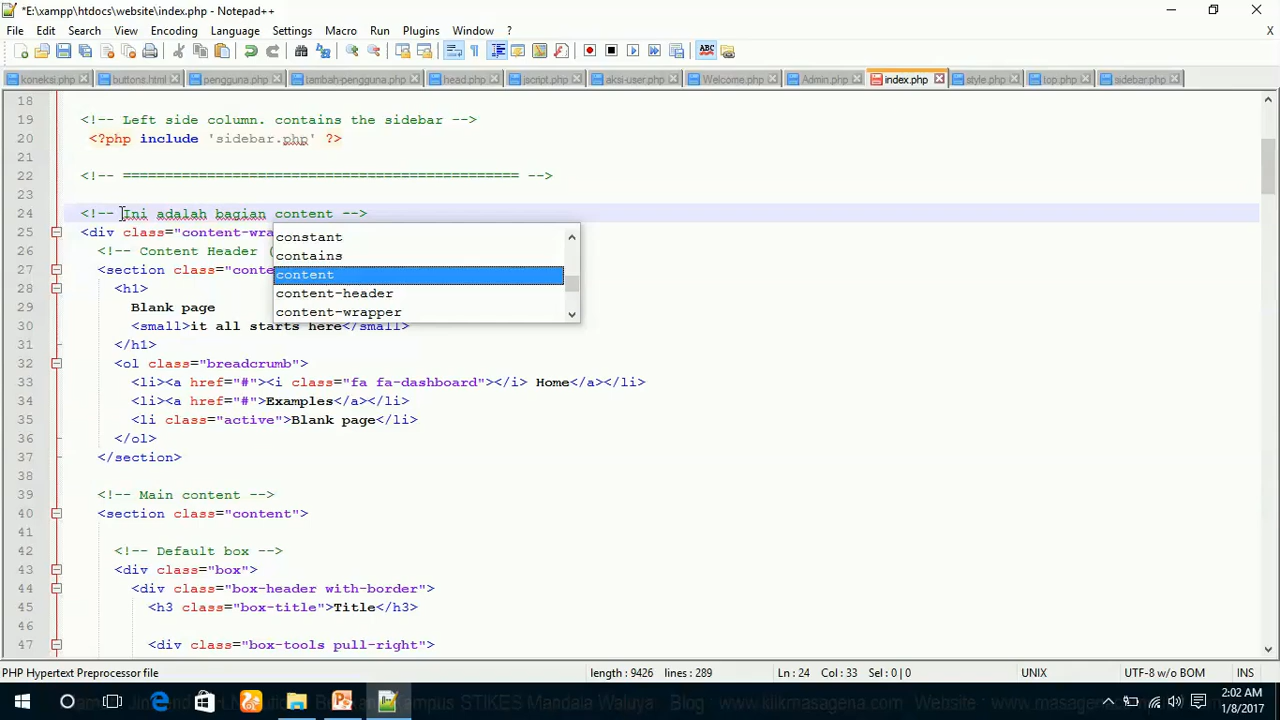 *E:\xampp\htdocs\website\index.php - Notepad++
File Edit Search View Encoding Language Settings Macro Run Plugins Window ? X
koneksi.php buttons.html pengguna.php tambah-pengguna.php head.php jscript.php aksi-user.php Welcome.php Admin.php index.php style.php top.php sidebar.php
18
19 <!-- Left side column. contains the sidebar -->
20 <?php include 'sidebar.php' ?>
21
22 <!-- =============================================== -->
23
24 <!-- Ini adalah bagian content -->
25 <div class="content-wra
constant
26 <!-- Content Header (
contains
27 <section class="conte
content
28 <h1>
content-header
29 Blank page
content-wrapper
30 <small>it all starts here</small>
31 </h1>
32 <ol class="breadcrumb">
33 <li><a href="#"><i class="fa fa-dashboard"></i> Home</a></li>
34 <li><a href="#">Examples</a></li>
35 <li class="active">Blank page</li>
36 </ol>
37 </section>
38
39 <!-- Main content -->
40 <section class="content">
41
42 <!-- Default box -->
43 <div class="box">
44 <div class="box-header with-border">
45 <h3 class="box-title">Title</h3>
46
47 <div class="box-tools pull-right">
PHP Hypertext Preprocessor file length : 9426 lines : 289 Ln : 24 Col : 33 Sel : 0 | 0 UNIX UTF-8 w/o BOM INS
Kampus STIKES Mandala Waluya Blog www.klikmasagena.com Website
2:02 AM
1/8/2017